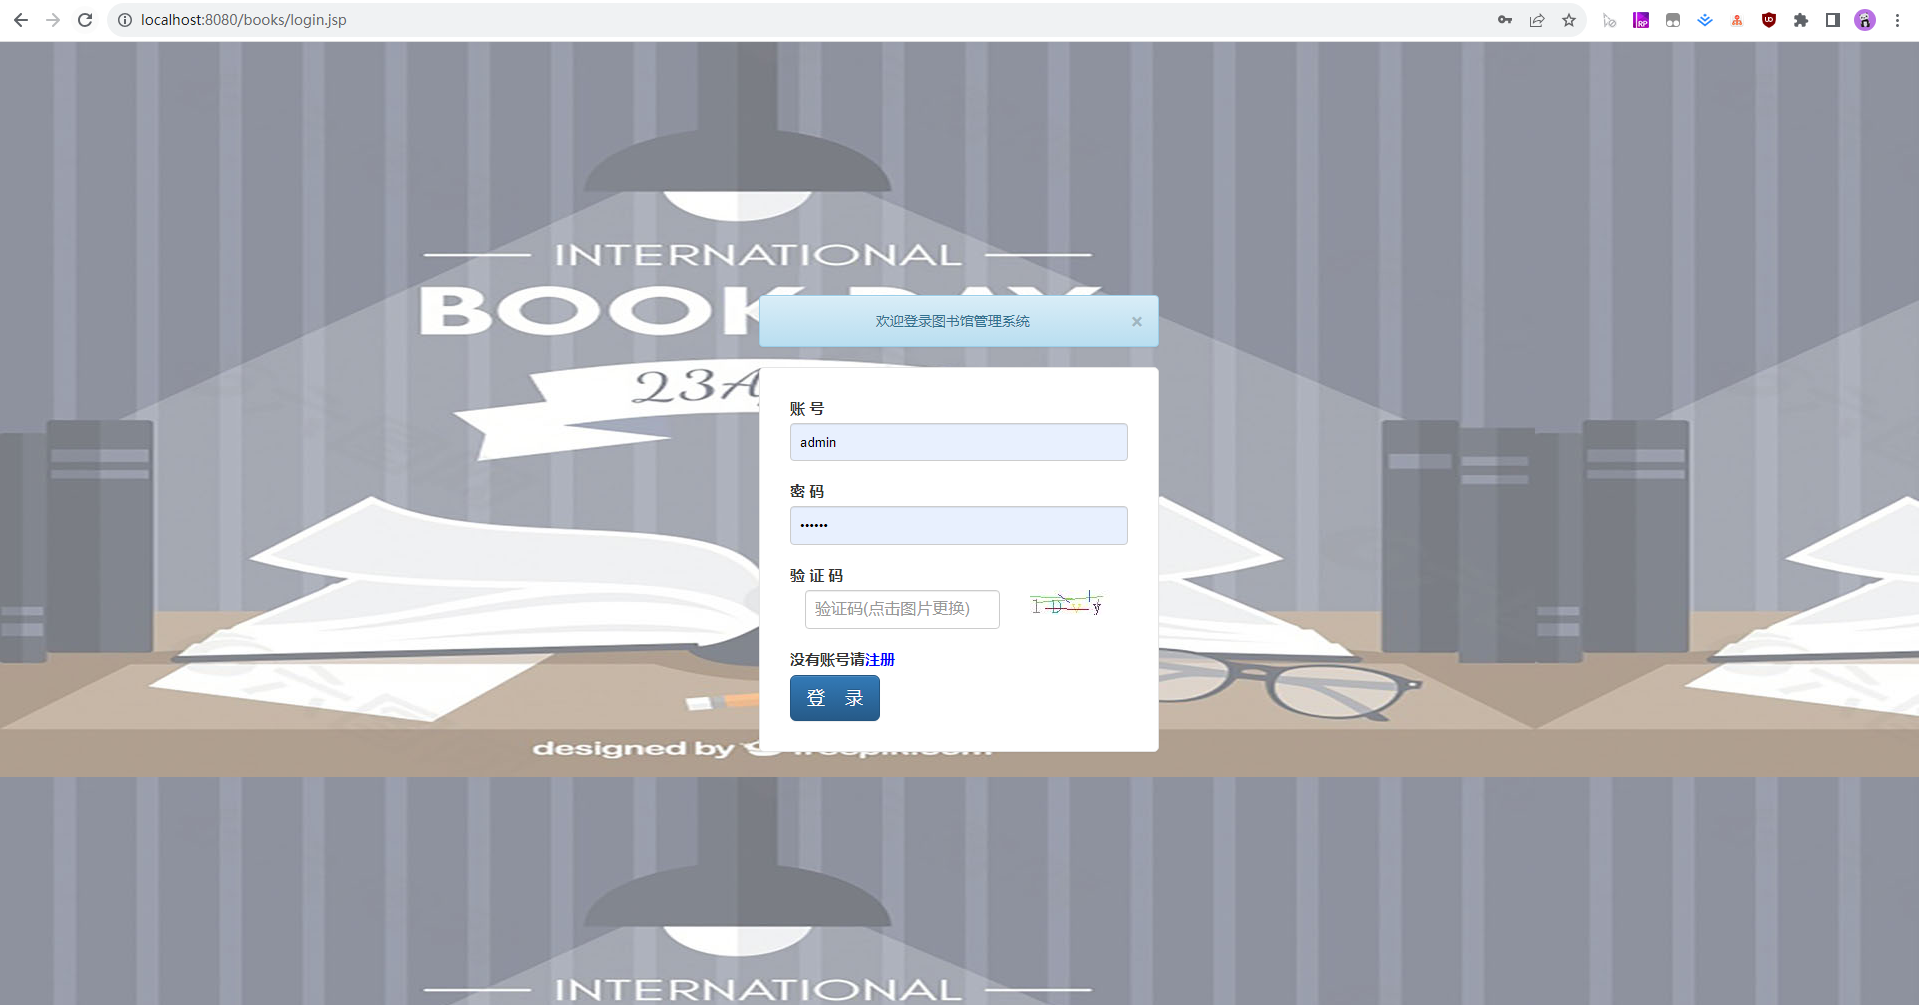 localhost:8080/books/login.jsp
INTERNATIONAL
BOOK DAY
欢迎登录图书馆管理系统 ×
23A
账 号
admin
密 码
••••••
验 证 码
验证码(点击图片更换)
没有账号请注册
登 录
designed by
INTERNATIONAL